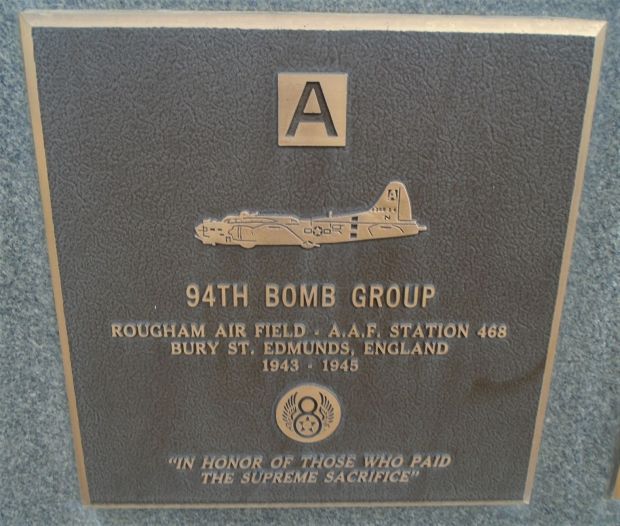 A
A
Z
94TH BOMB GROUP
ROUGHAM AIR FIELD - A.A.F. STATION 468
BURY ST. EDMUNDS, ENGLAND
1943 - 1945
8
"IN HONOR OF THOSE WHO PAID
THE SUPREME SACRIFICE"